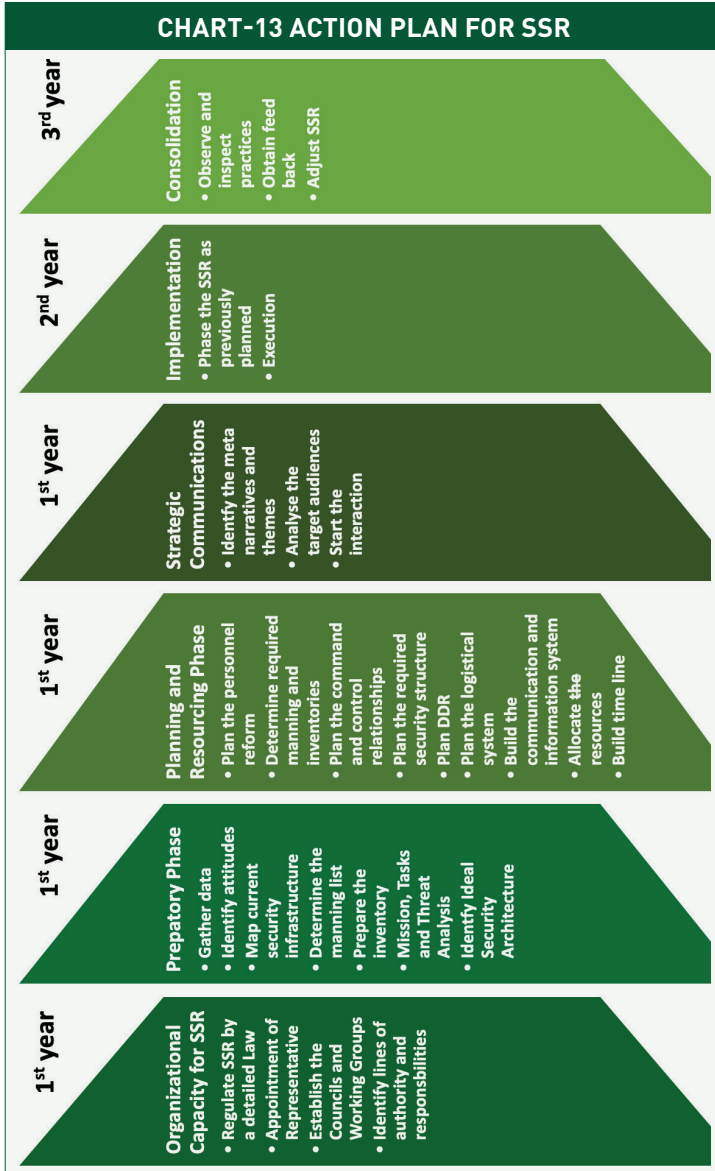 CHART-13 ACTION PLAN FOR SSR
1st year
Organizational
Capacity for SSR
• Regulate SSR by
a detailed Law
• Appointment of
Representative
• Establish the
Councils and
Working Groups
• Identify lines of
authority and
responsbilities
1st year
Prepatory Phase
• Gather data
• Identify attitudes
• Map current
security
infrastructure
• Determine the
manning list
• Prepare the
inventory
• Mission, Tasks
and Threat
Analysis
• Identfy Ideal
Security
Architecture
1st year
Planning and
Resourcing Phase
• Plan the personnel
reform
• Determine required
manning and
inventories
• Plan the command
and control
relationships
• Plan the required
security structure
• Plan DDR
• Plan the logistical
system
• Build the
communication and
information system
• Allocate the
resources
• Build time line
1st year
Strategic
Communications
• Identfy the meta
narratives and
themes
• Analyse the
target audiences
• Start the
interaction
2nd year
Implementation
• Phase the SSR as
previously
planned
• Execution
3rd year
Consolidation
• Observe and
inspect
practices
• Obtain feed
back
• Adjust SSR